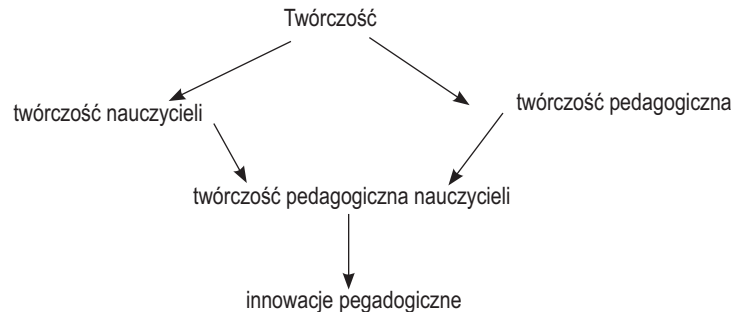 Twórczość
twórczość nauczycieli
twórczość pedagogiczna
twórczość pedagogiczna nauczycieli
innowacje pegadogiczne